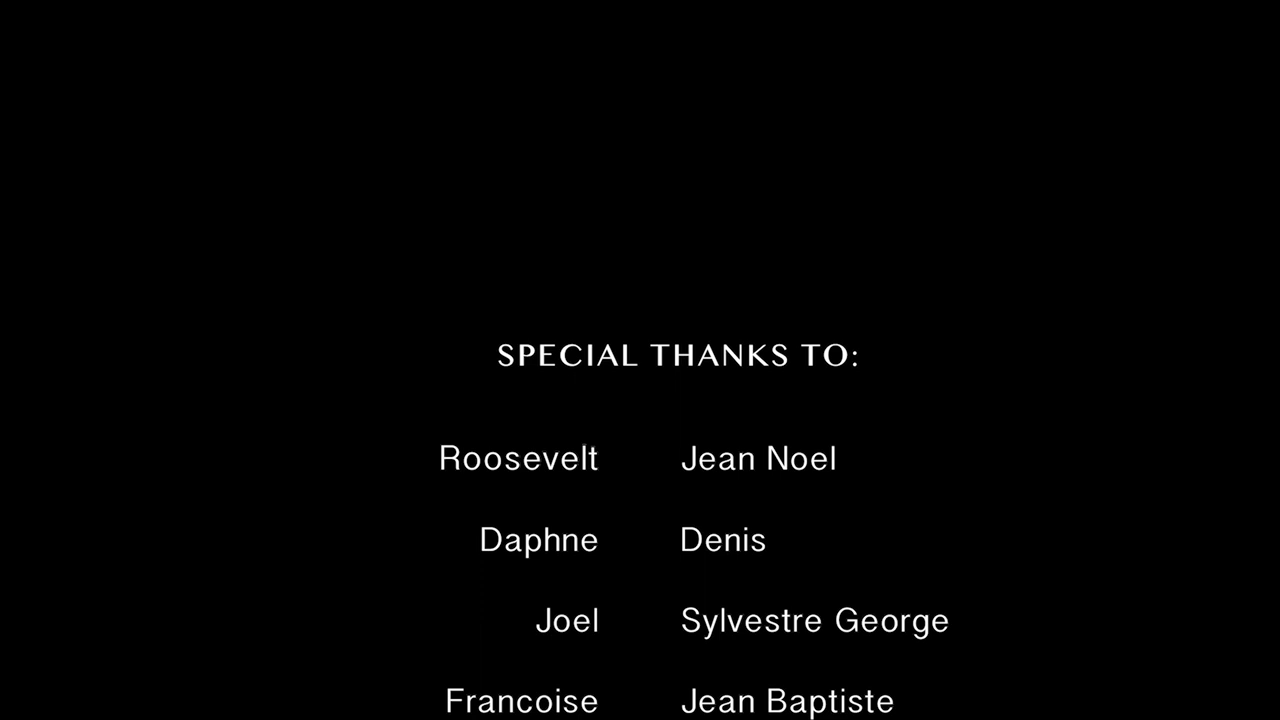 SPECIAL THANKS TO:
Roosevelt Jean Noel
Daphne Denis
Joel Sylvestre George
Francoise Jean Baptiste